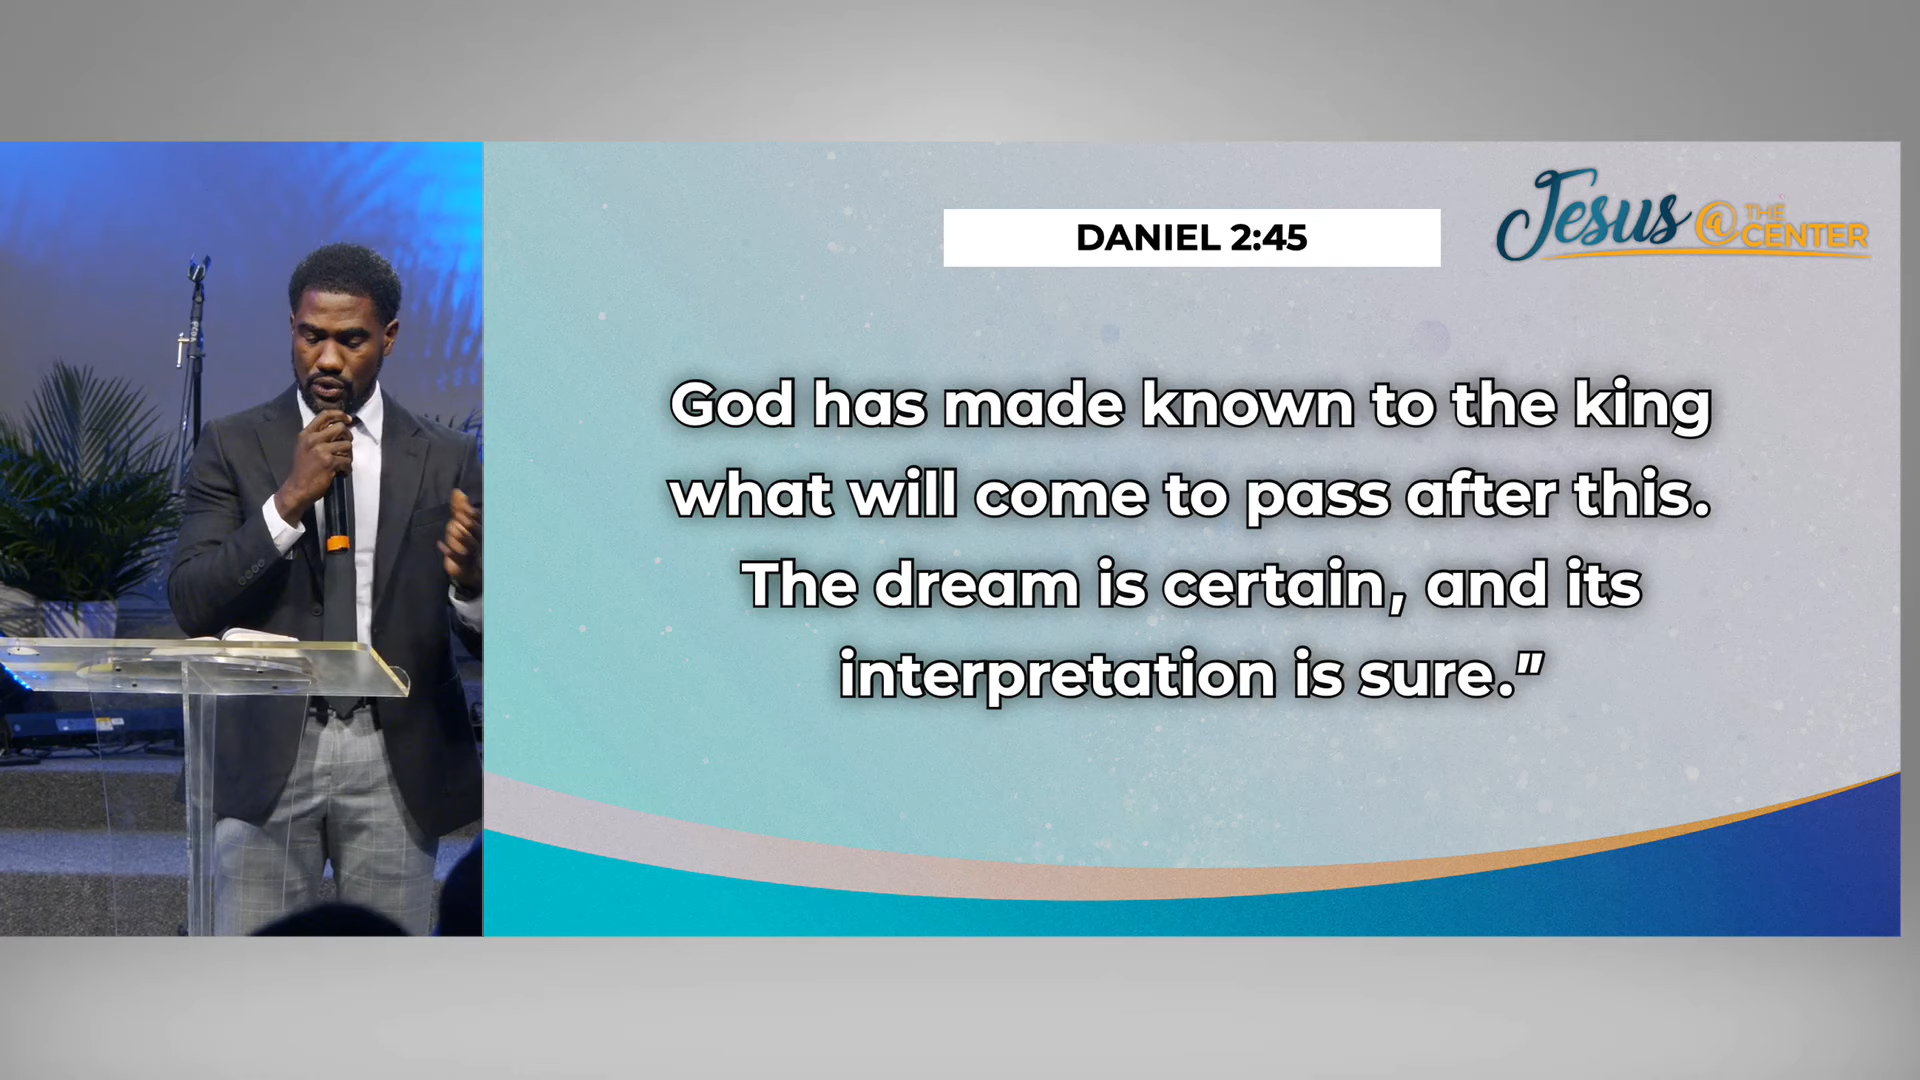 DANIEL 2:45
Jesus @ THE CENTER
God has made known to the king
what will come to pass after this.
The dream is certain, and its
interpretation is sure."